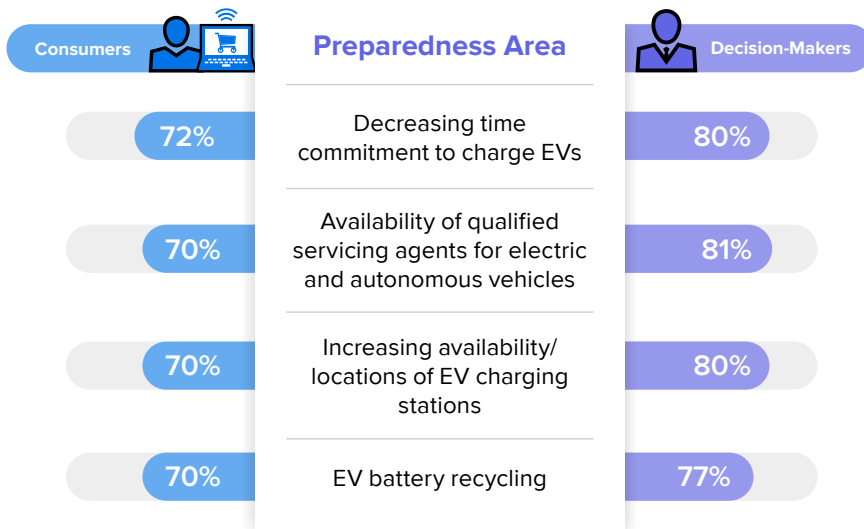 Consumers
Preparedness Area
Decision-Makers
72%
Decreasing time
commitment to charge EVs
80%
70%
Availability of qualified
servicing agents for electric
and autonomous vehicles
81%
70%
Increasing availability/
locations of EV charging
stations
80%
70%
EV battery recycling
77%